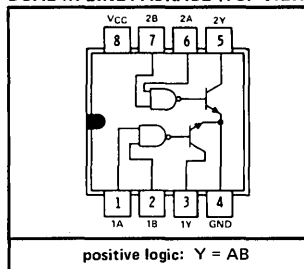 VCC 2B 2A 2Y
8 7 6 5
1 2 3 4
1A 1B 1Y GND
positive logic: Y = AB